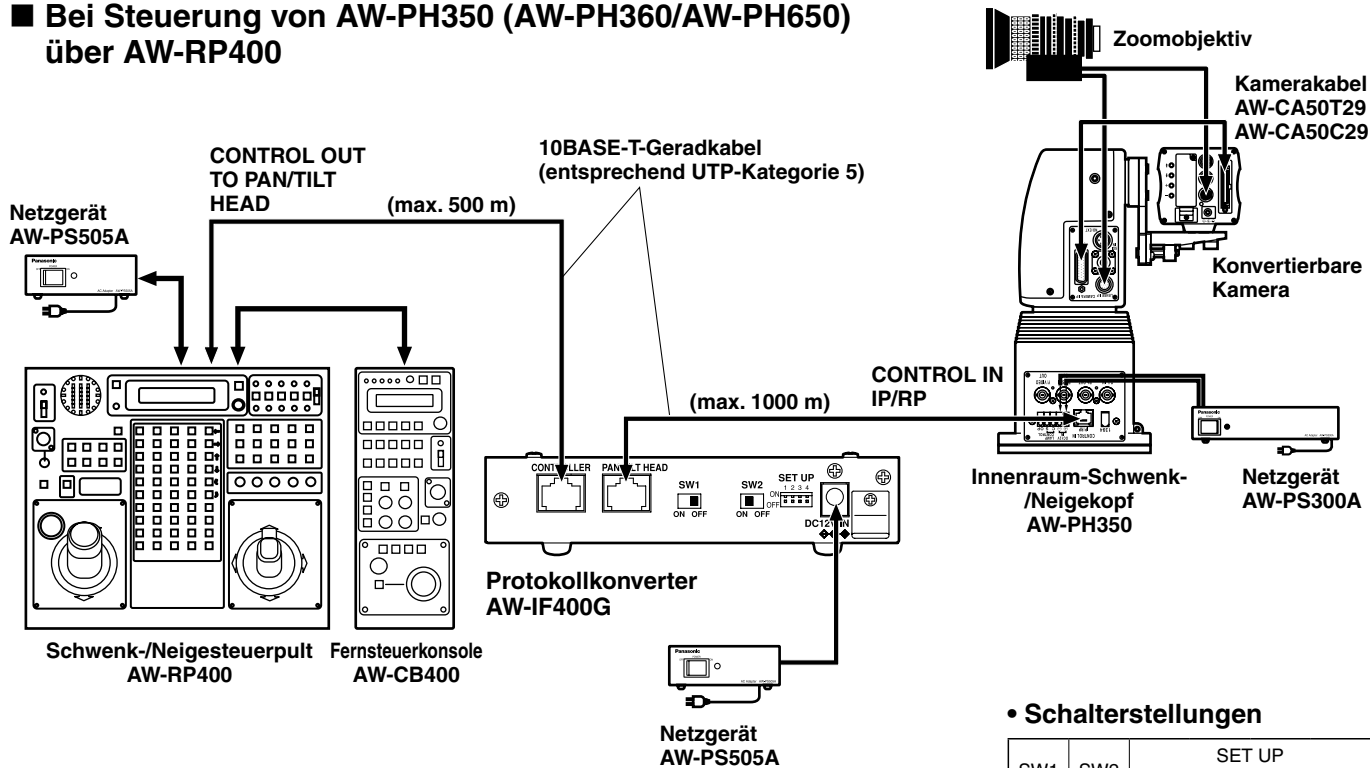 ■ Bei Steuerung von AW-PH350 (AW-PH360/AW-PH650)
über AW-RP400
Zoomobjektiv
Kamerakabel
AW-CA50T29
AW-CA50C29
10BASE-T-Geradkabel
(entsprechend UTP-Kategorie 5)
CONTROL OUT
TO PAN/TILT
HEAD
(max. 500 m)
Netzgerät
AW-PS505A
Panasonic
Konvertierbare
Kamera
CONTROL IN
IP/RP
(max. 1000 m)
Panasonic
CONTROLLER
PAN/TILT HEAD
SW1
ON OFF
SW2
ON OFF
SET UP
1 2 3 4
ON
OFF
DC12V IN
Innenraum-Schwenk-
/Neigekopf
AW-PH350
Netzgerät
AW-PS300A
Protokollkonverter
AW-IF400G
Schwenk-/Neigesteuerpult
AW-RP400
Fernsteuerkonsole
AW-CB400
Panasonic
Netzgerät
AW-PS505A
• Schalterstellungen
SW1 SW2 SET UP